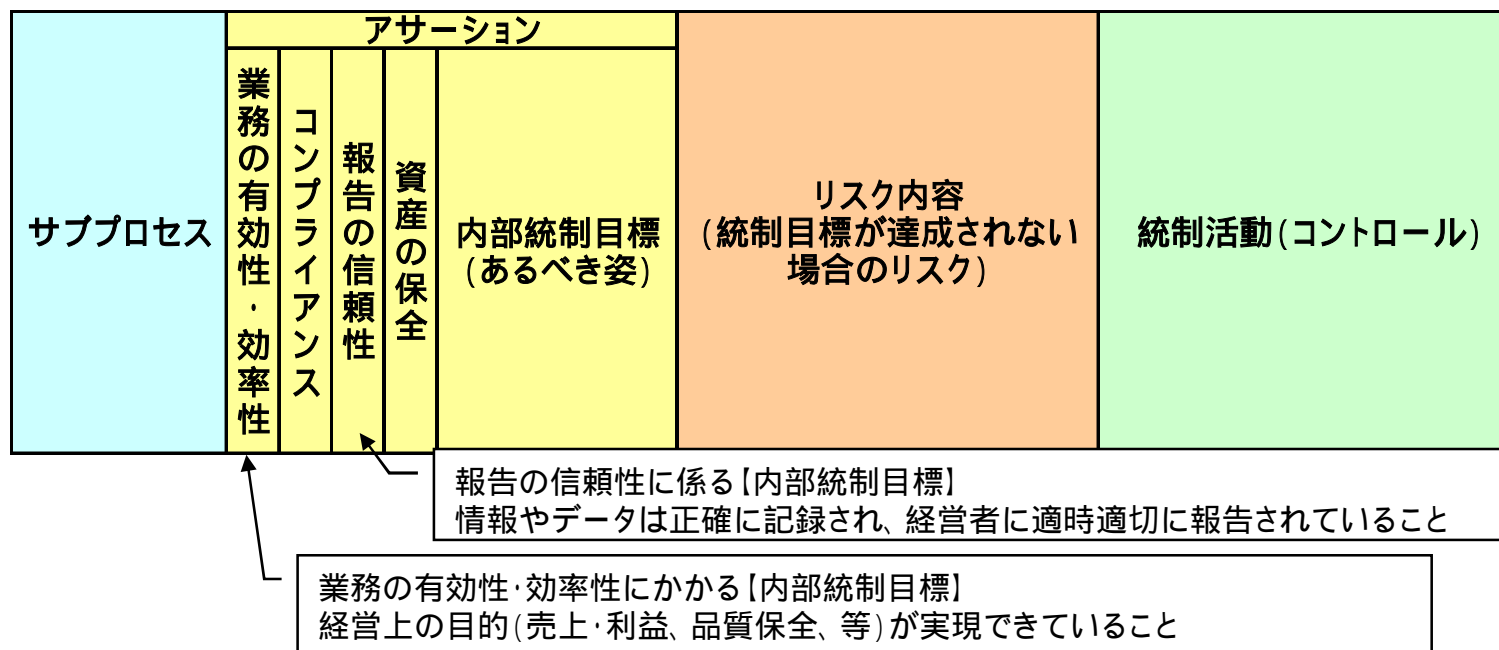 サブプロセス
アサーション
業務の有効性・効率性
コンプライアンス
報告の信頼性
資産の保全
内部統制目標
(あるべき姿)
リスク内容
(統制目標が達成されない
場合のリスク)
統制活動(コントロール)
報告の信頼性に係る【内部統制目標】
情報やデータは正確に記録され、経営者に適時適切に報告されていること
業務の有効性・効率性にかかる【内部統制目標】
経営上の目的(売上・利益、品質保全、等)が実現できていること